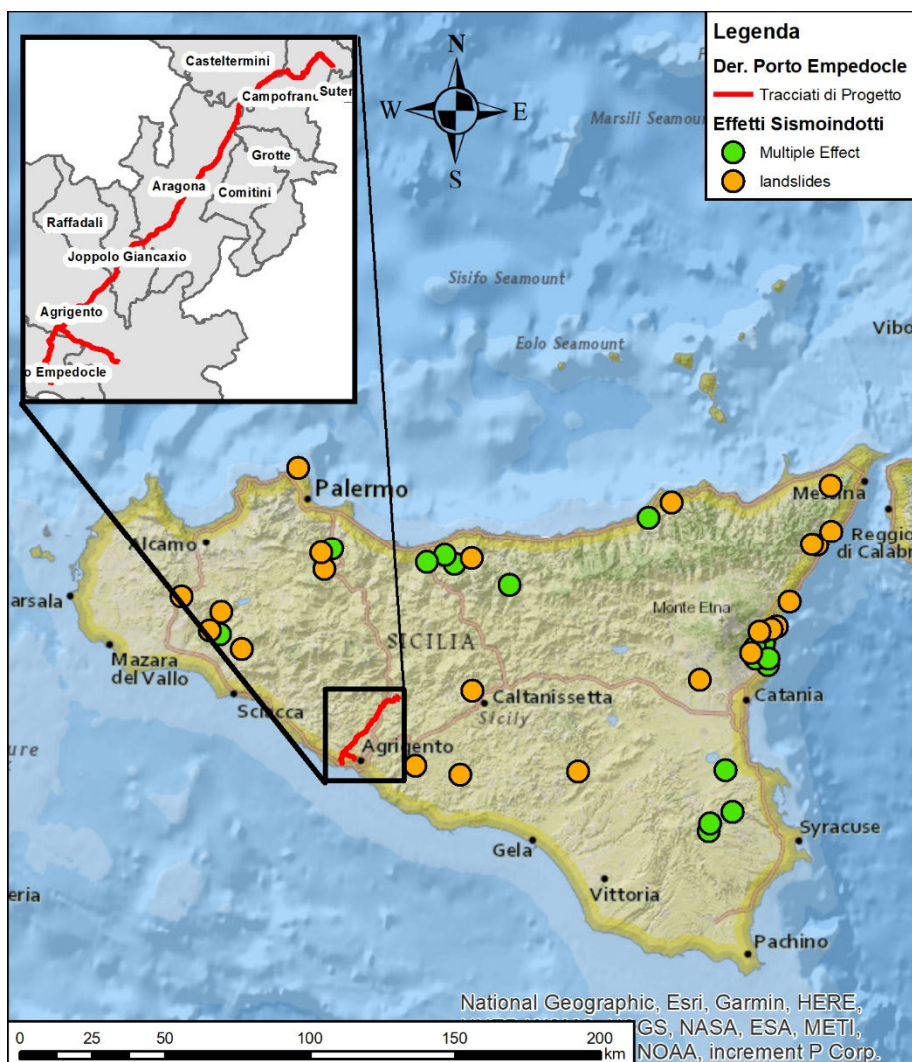 Legenda
Der. Porto Empedocle
Tracciati di Progetto
Effetti Sismoindotti
Multiple Effect
landslides
N
W
E
S
Casteltermini
Campofranc
Suter
Grotte
Aragona
Comitini
Raffadali
Joppolo Giancaxio
Agrigento
o Empedocle
Marsili Seamou
Sisifo Seamount
Eolo Seamount
Vibo
Palermo
Messina
Reggio
di Calabr
Alcamo
arsala
Monte Etna
SICILIA
Mazara
del Vallo
Sciacca
Caltanissetta
Sicily
Catania
Agrigento
Gela
Syracuse
Vittoria
Pachino
ure
eria
National Geographic, Esri, Garmin, HERE,
GS, NASA, ESA, METI,
NOAA, increment P Corp.
0 25 50 100 150 200
km